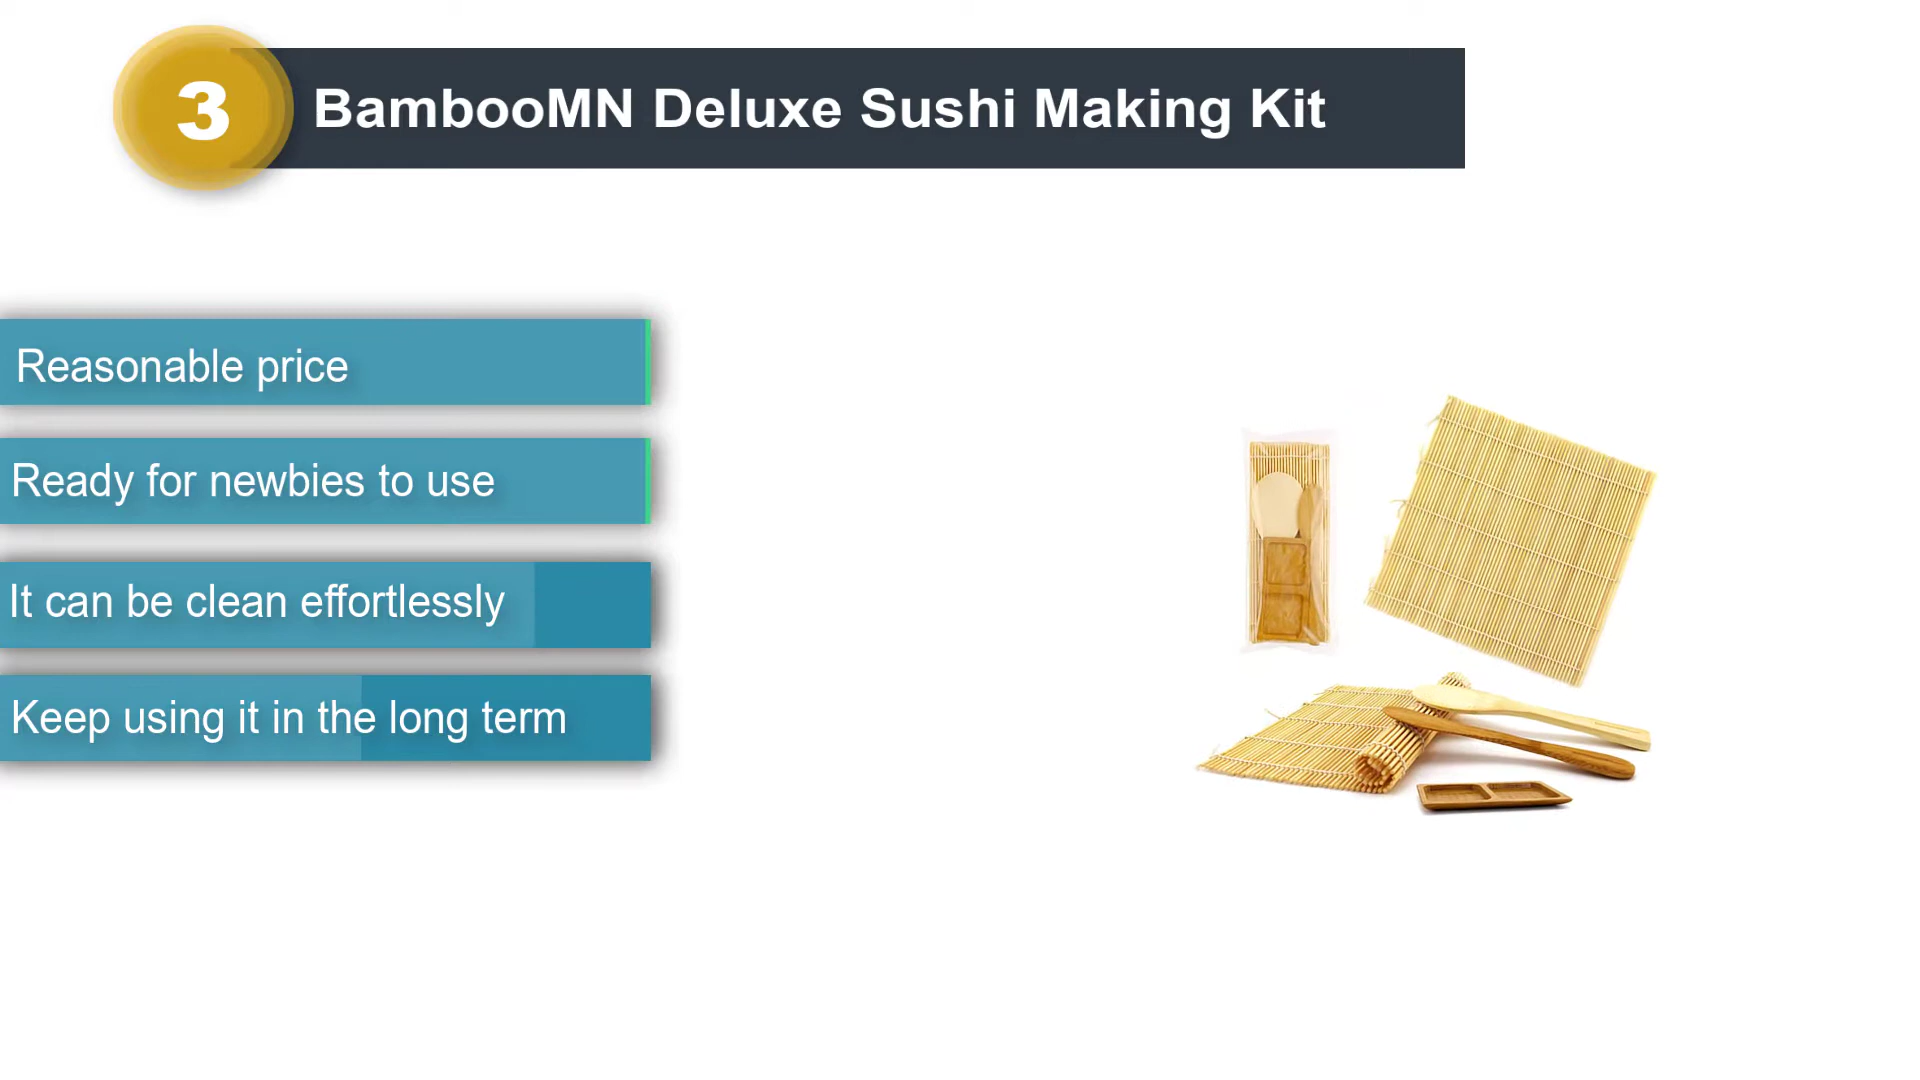 3
BambooMN Deluxe Sushi Making Kit
Reasonable price
Ready for newbies to use
It can be clean effortlessly
Keep using it in the long term